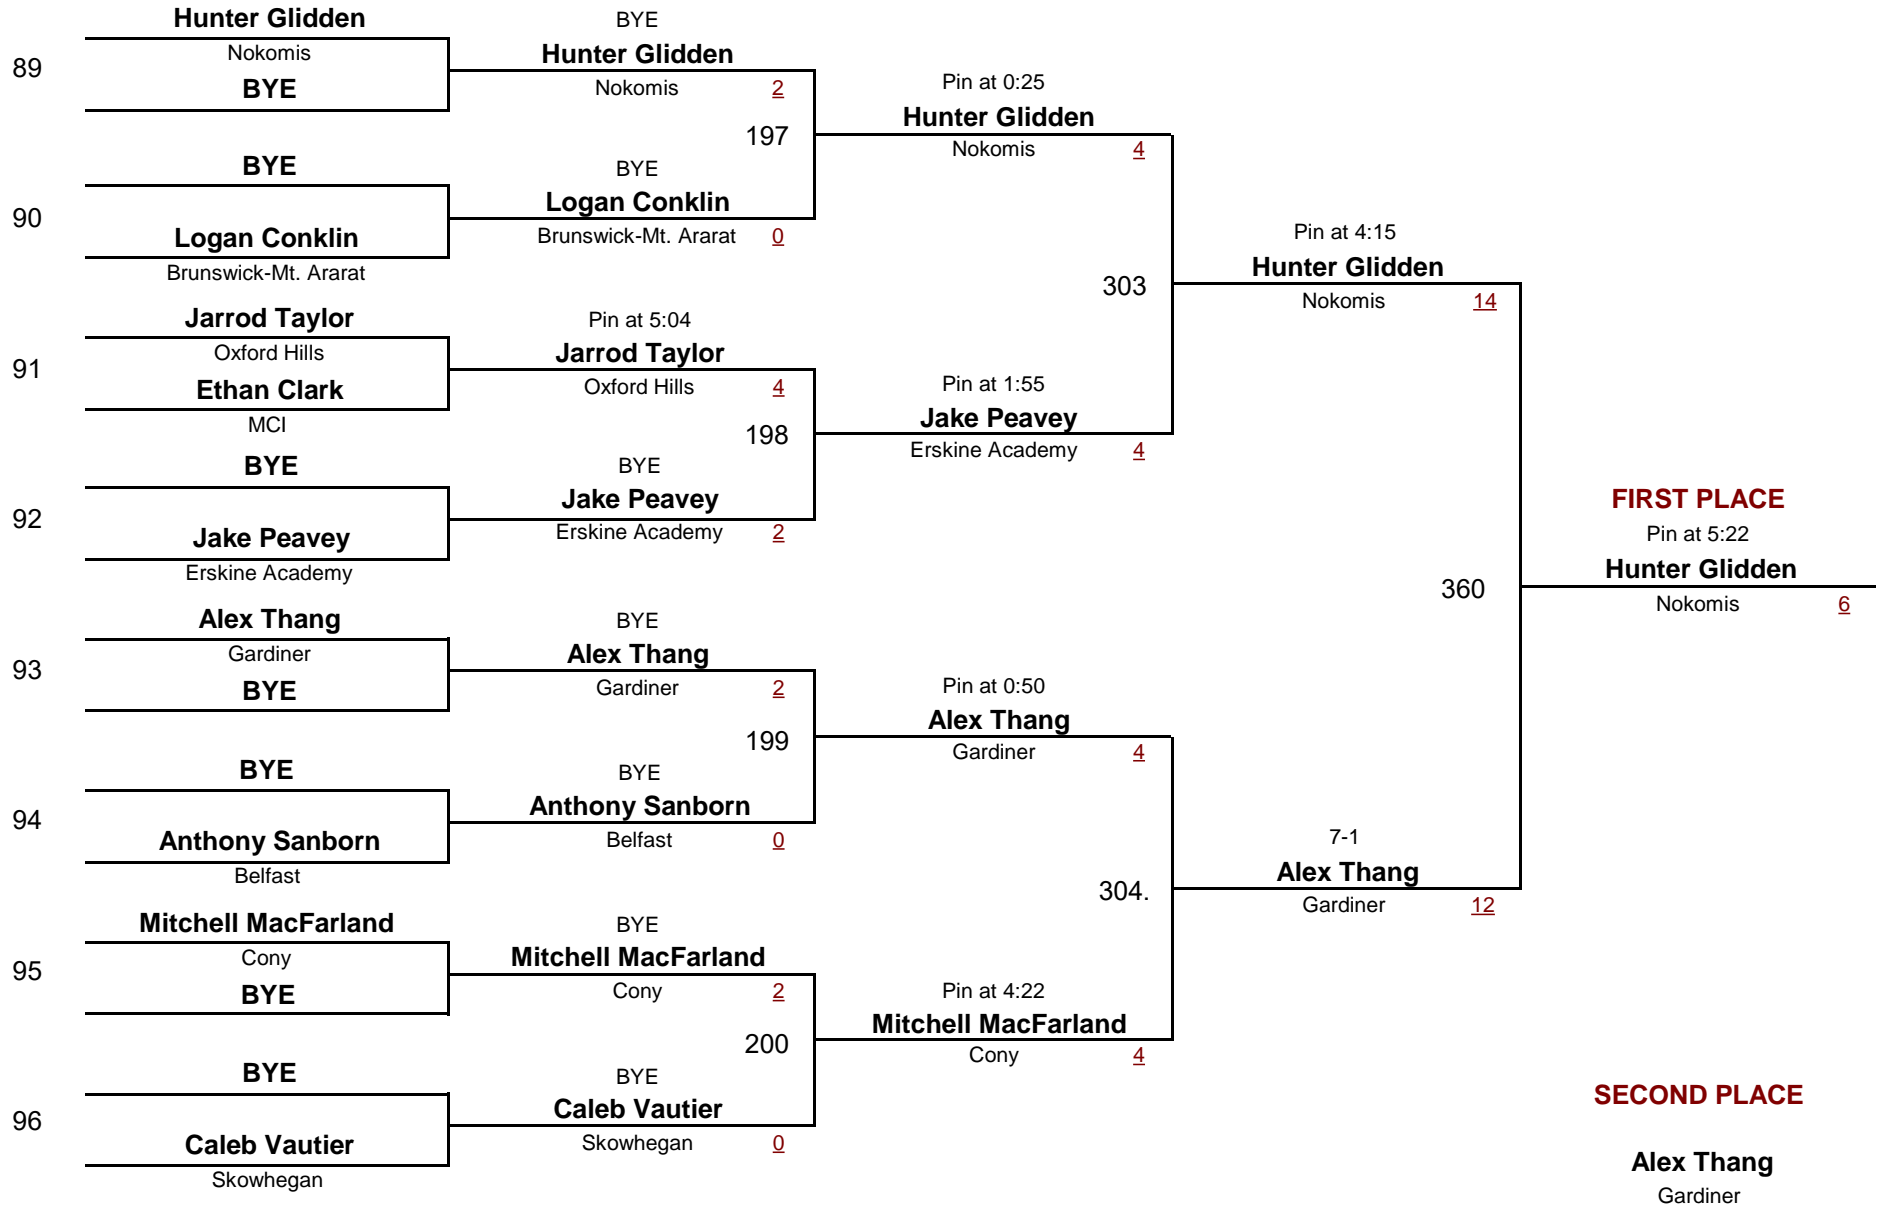 Hunter Glidden
89
Nokomis
BYE
BYE
90
Logan Conklin
Brunswick-Mt. Ararat
Jarrod Taylor
91
Oxford Hills
Ethan Clark
MCI
BYE
92
Jake Peavey
Erskine Academy
Alex Thang
93
Gardiner
BYE
BYE
94
Anthony Sanborn
Belfast
Mitchell MacFarland
95
Cony
BYE
BYE
96
Caleb Vautier
Skowhegan
BYE
Hunter Glidden
Nokomis 2
197
BYE
Logan Conklin
Brunswick-Mt. Ararat 0
Pin at 5:04
Jarrod Taylor
Oxford Hills 4
198
BYE
Jake Peavey
Erskine Academy 2
BYE
Alex Thang
Gardiner 2
199
BYE
Anthony Sanborn
Belfast 0
BYE
Mitchell MacFarland
Cony 2
200
BYE
Caleb Vautier
Skowhegan 0
Pin at 0:25
Hunter Glidden
Nokomis 4
303
Pin at 1:55
Jake Peavey
Erskine Academy 4
Pin at 0:50
Alex Thang
Gardiner 4
304.
Pin at 4:22
Mitchell MacFarland
Cony 4
Pin at 4:15
Hunter Glidden
Nokomis 14
360
7-1
Alex Thang
Gardiner 12
FIRST PLACE
Pin at 5:22
Hunter Glidden
Nokomis 6
SECOND PLACE
Alex Thang
Gardiner